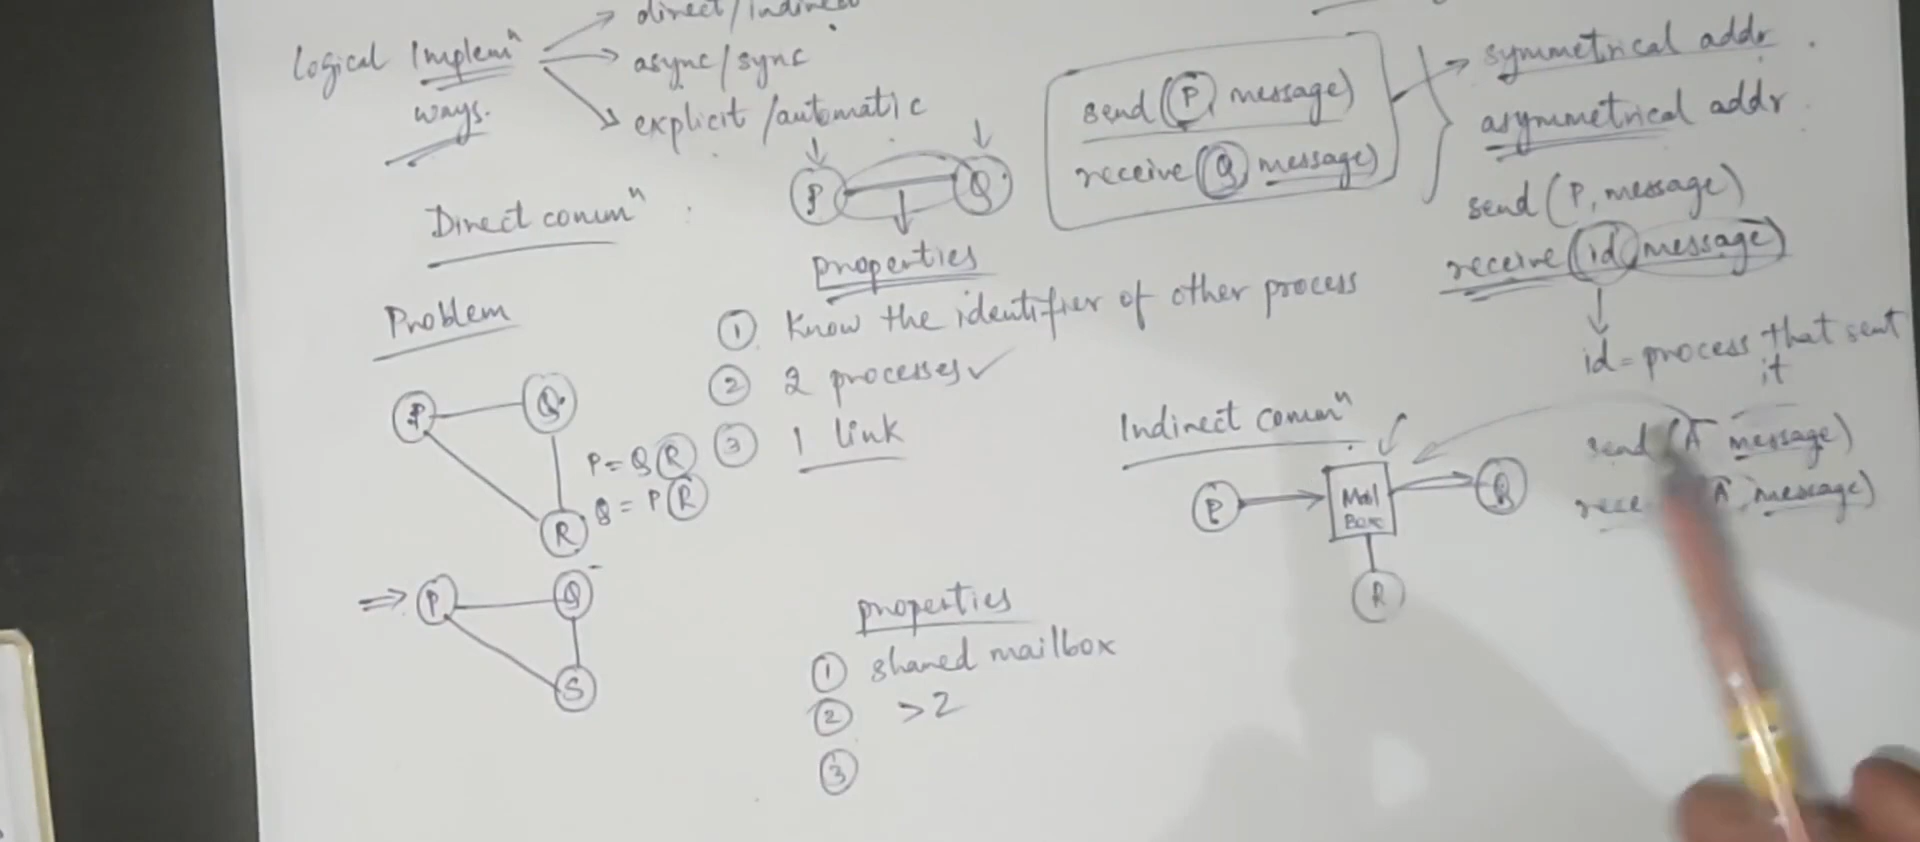 direct/indirect
Logical Implemⁿ
async/sync
ways.
explicit/automatic
send (P, message)
receive (Q message)
symmetrical addr.
asymmetrical addr.
send (P, message)
receive (id, message)
id = process that sent
it
Direct commⁿ :
P Q
properties
① Know the identifier of other process
② 2 processes ✓
③ 1 link
Problem
P Q
P = Q R
Q = P R
R
⇒ P Q
S
Indirect commⁿ
P Mail Q
Box
R
send (A message)
rece A, message)
properties
① shared mailbox
② >2
③